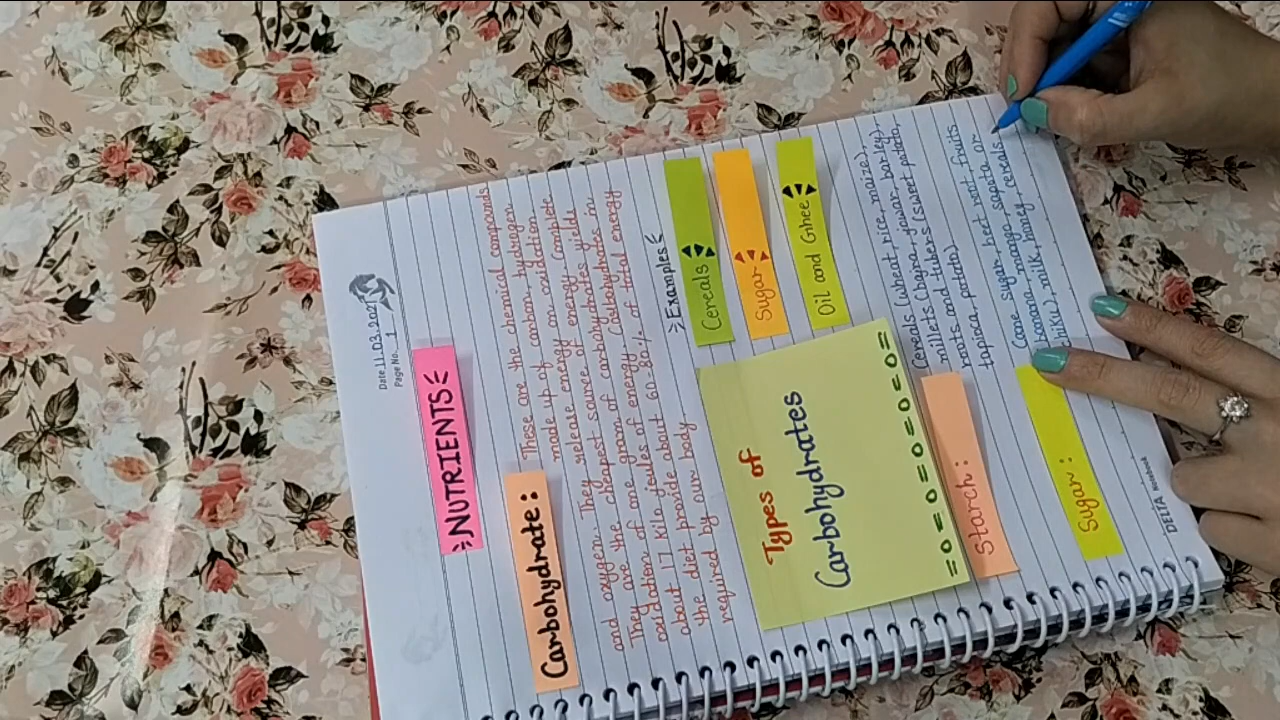 Date 11.03.202
Page No. 1
NUTRIENTS
Carbohydrate:
These are the chemical compounds
made up of carbon, hydrogen
and oxygen. They release energy on oxidation.
They are the cheapest source of energy. Complete
oxidation of one gram of carbohydrates yields
about 17 kilo joules of energy. Cabohydrates in
the diet provide about 60-80% of total energy
required by our body.
Examples
Cereals
Sugar
Oil and Ghee
Types of
Carbohydrates
Starch:
Cereals (wheat, rice, maize),
millets (bajra, jowar, barley),
roots and tubers (sweet potato,
tapioca, potato)
Sugar:
Cane sugar, beet root, fruits
banana, mango, sapota or
hiku), milk, honey, cereals.
DELTA Notebook